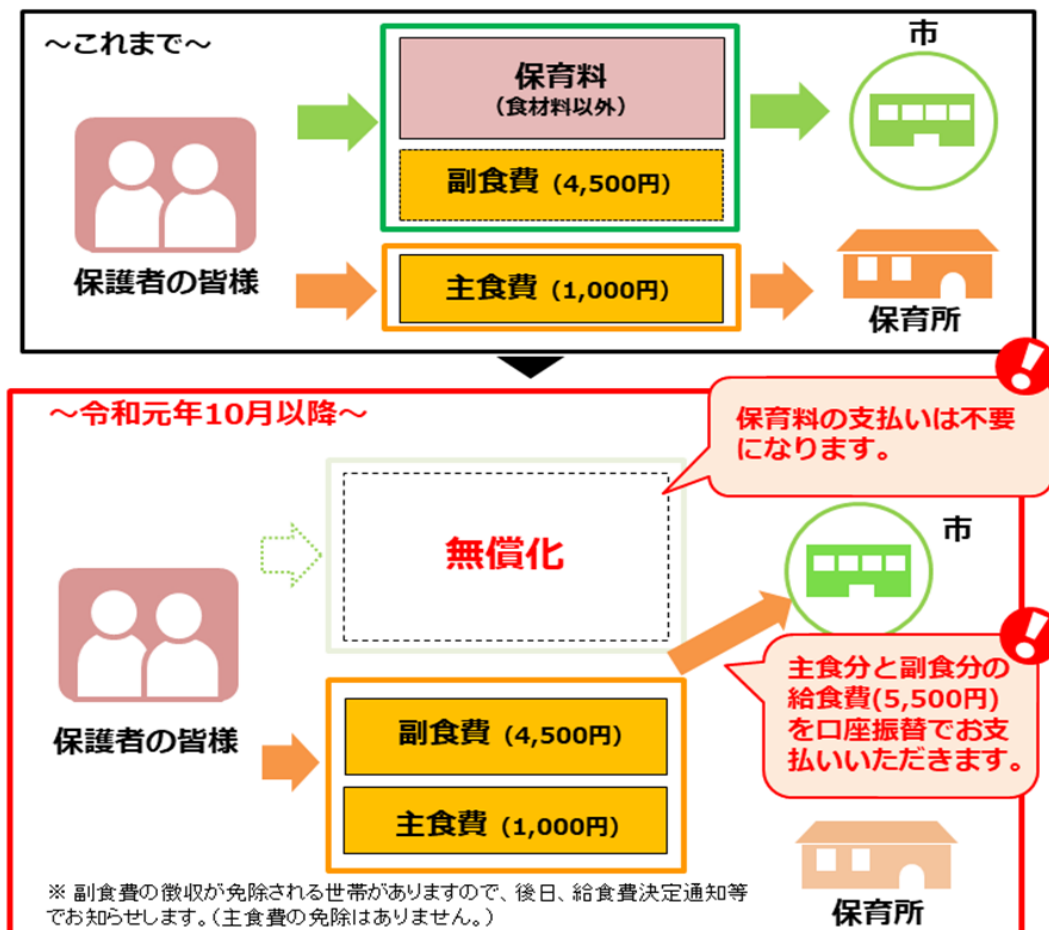 ～これまで～
市
保育料
（食材料以外）
副食費（4,500円）
保護者の皆様
主食費（1,000円）
保育所
～令和元年10月以降～
保育料の支払いは不要
になります。
無償化
市
主食分と副食分の
給食費(5,500円)
を口座振替でお支
払いいただきます。
保護者の皆様
副食費（4,500円）
主食費（1,000円）
保育所
※ 副食費の徴収が免除される世帯がありますので、後日、給食費決定通知等
でお知らせします。（主食費の免除はありません。）